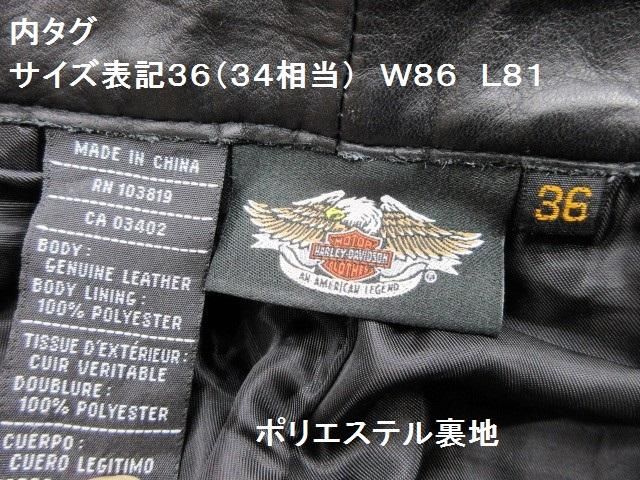 内タグ
サイズ表記36(34相当) W86 L81
MADE IN CHINA
RN 103819
CA 03402
BODY:
GENUINE LEATHER
BODY LINING:
100% POLYESTER
TISSUE D'EXTÉRIEUR:
CUIR VERITABLE
DOUBLURE:
100% POLYESTER
CUERPO:
CUERO LEGITIMO
MOTOR
HARLEY-DAVIDSON
CLOTHES
AN AMERICAN LEGEND
36
ポリエステル裏地